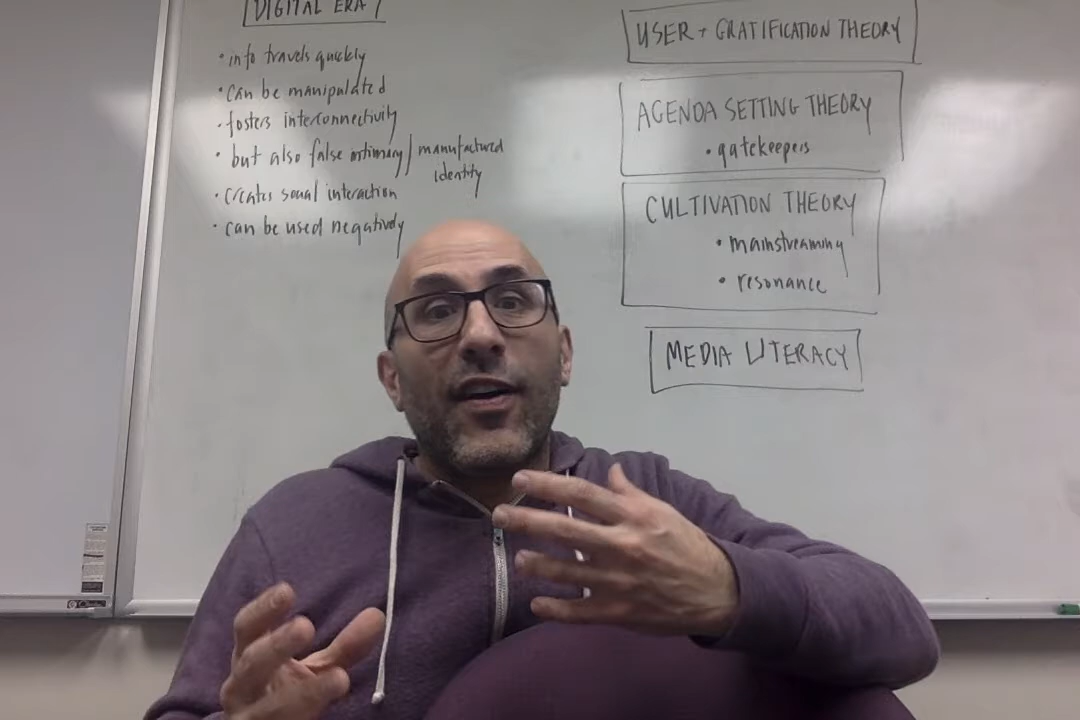 DIGITAL ERA
• info travels quickly
• can be manipulated
• fosters interconnectivity
• but also false intimacy / manufactured
identity
• creates social interaction
• can be used negatively
USER + GRATIFICATION THEORY
AGENDA SETTING THEORY
• gatekeepers
CULTIVATION THEORY
• mainstreaming
• resonance
MEDIA LITERACY